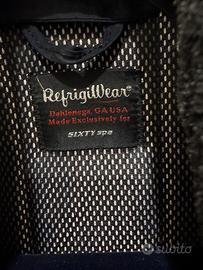 RefrigiWear®
Dahlonega, GA USA
Made Exclusively for
SIXTY spa
subito